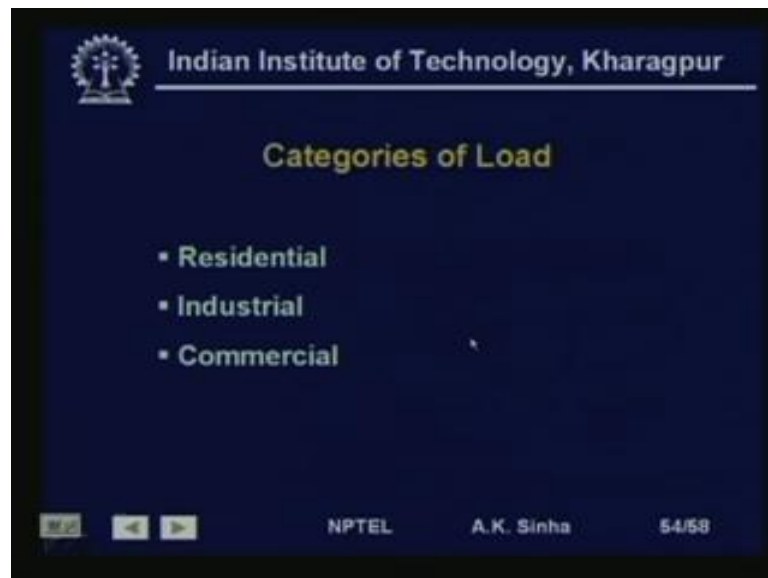 Indian Institute of Technology, Kharagpur
Categories of Load
▪ Residential
▪ Industrial
▪ Commercial
NPTEL A.K. Sinha 54/58